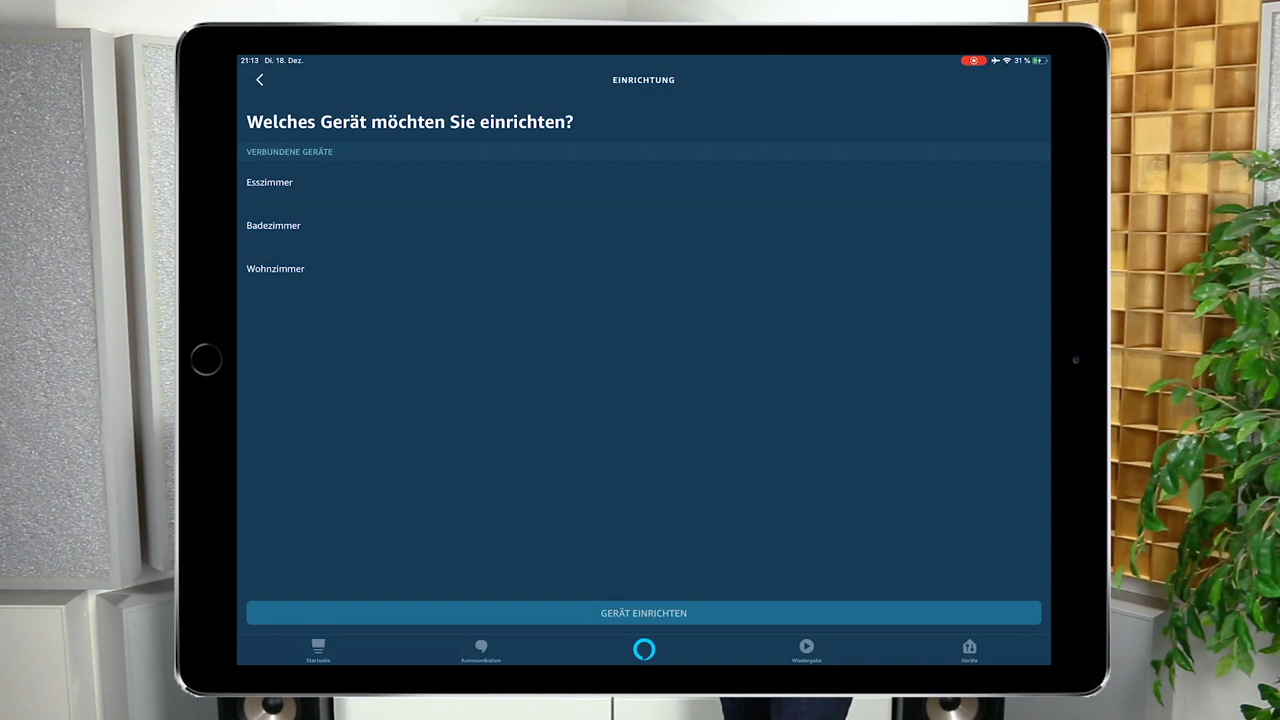 21:13 Di. 18. Dez. 31 %
EINRICHTUNG
Welches Gerät möchten Sie einrichten?
VERBUNDENE GERÄTE
Esszimmer
Badezimmer
Wohnzimmer
GERÄT EINRICHTEN
Startseite Kommunikation Wiedergabe Geräte